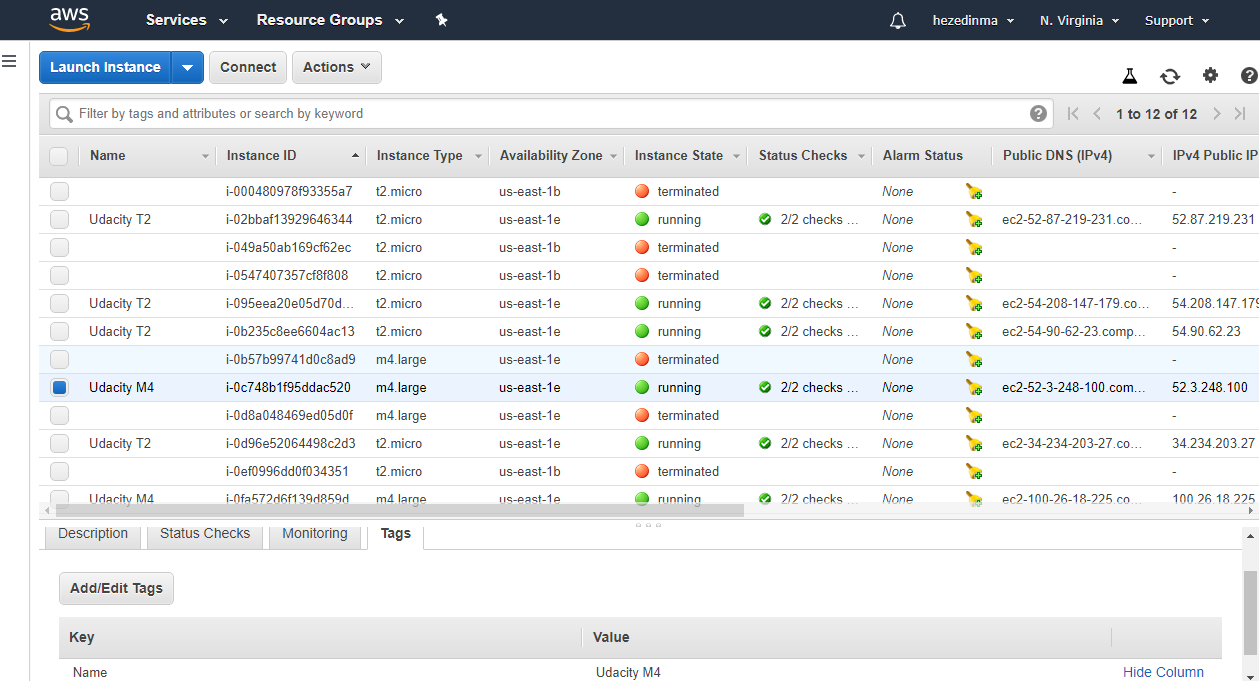 aws Services Resource Groups hezedinma N. Virginia Support
Launch Instance Connect Actions
Filter by tags and attributes or search by keyword 1 to 12 of 12
Name Instance ID Instance Type Availability Zone Instance State Status Checks Alarm Status Public DNS (IPv4) IPv4 Public IP
i-000480978f93355a7 t2.micro us-east-1b terminated None -
Udacity T2 i-02bbaf13929646344 t2.micro us-east-1e running 2/2 checks ... None ec2-52-87-219-231.co... 52.87.219.231
i-049a50ab169cf62ec t2.micro us-east-1b terminated None -
i-0547407357cf8f808 t2.micro us-east-1b terminated None -
Udacity T2 i-095eea20e05d70d... t2.micro us-east-1e running 2/2 checks ... None ec2-54-208-147-179.co... 54.208.147.179
Udacity T2 i-0b235c8ee6604ac13 t2.micro us-east-1e running 2/2 checks ... None ec2-54-90-62-23.comp... 54.90.62.23
i-0b57b99741d0c8ad9 m4.large us-east-1e terminated None -
Udacity M4 i-0c748b1f95ddac520 m4.large us-east-1e running 2/2 checks ... None ec2-52-3-248-100.com... 52.3.248.100
i-0d8a048469ed05d0f m4.large us-east-1e terminated None -
Udacity T2 i-0d96e52064498c2d3 t2.micro us-east-1e running 2/2 checks ... None ec2-34-234-203-27.co... 34.234.203.27
i-0ef0996dd0f034351 t2.micro us-east-1b terminated None -
Udacity M4 i-0fa572d6f139d859d m4.large us-east-1e running 2/2 checks ... None ec2-100-26-18-225.co... 100.26.18.225
Description Status Checks Monitoring Tags
Add/Edit Tags
Key Value
Name Udacity M4 Hide Column